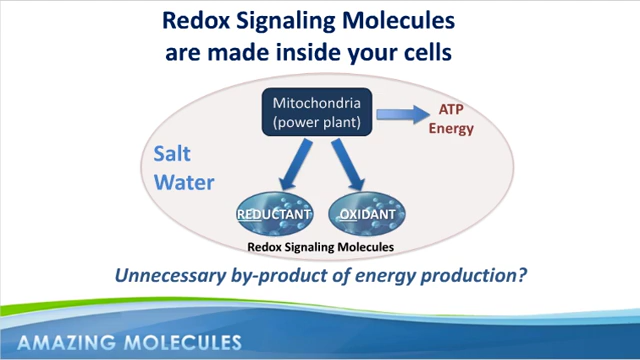 Redox Signaling Molecules
are made inside your cells
Mitochondria
(power plant)
ATP
Energy
Salt
Water
REDUCTANT
OXIDANT
Redox Signaling Molecules
Unnecessary by-product of energy production?
AMAZING MOLECULES